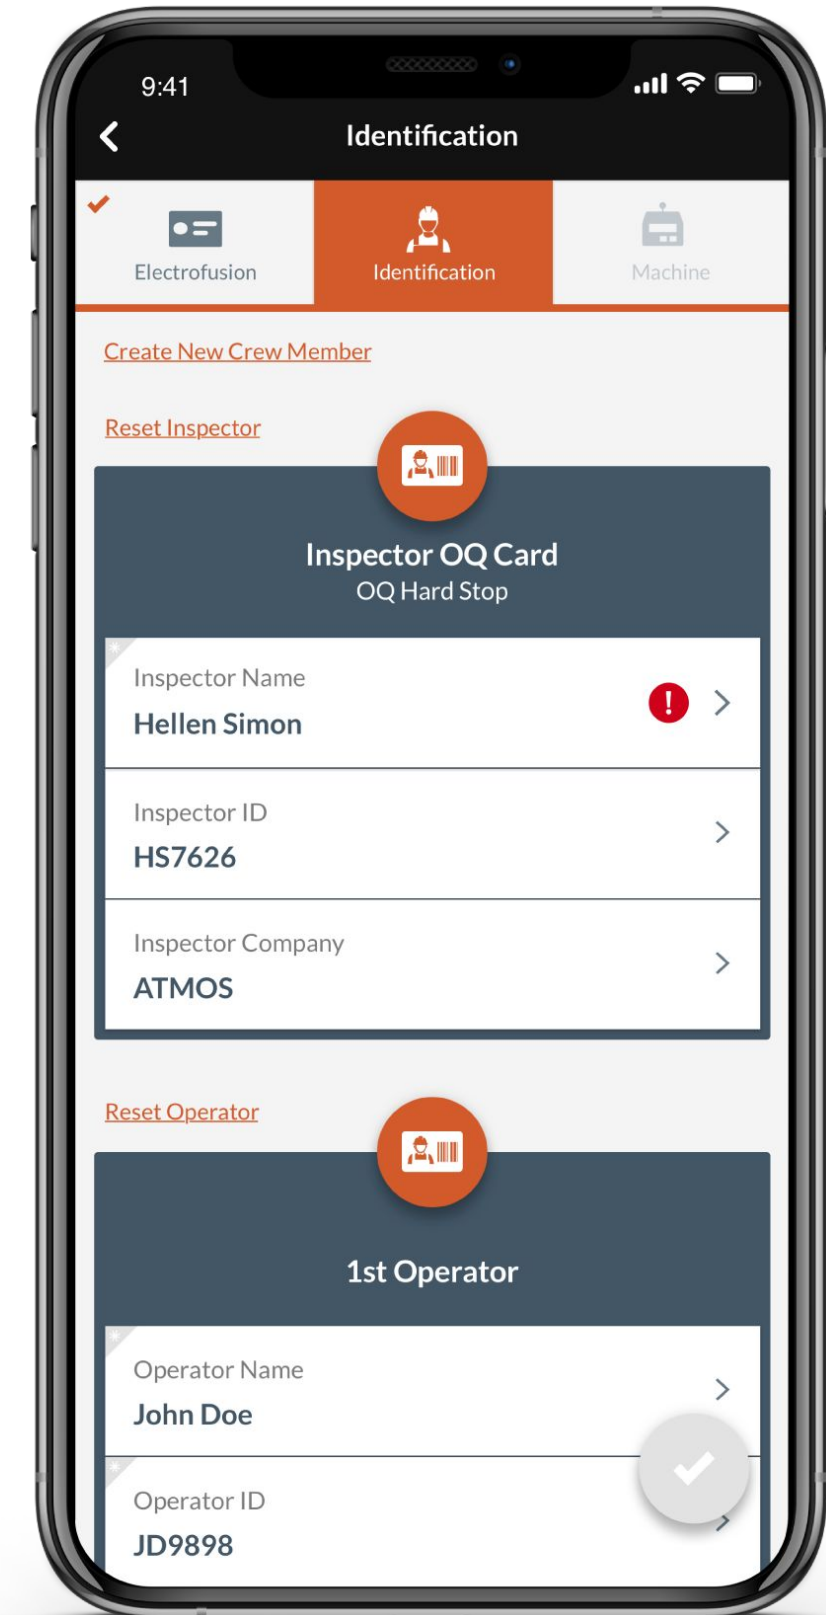 9:41
Identification
Electrofusion
Identification
Machine
Create New Crew Member
Reset Inspector
Inspector OQ Card
OQ Hard Stop
Inspector Name
Hellen Simon
Inspector ID
HS7626
Inspector Company
ATMOS
Reset Operator
1st Operator
Operator Name
John Doe
Operator ID
JD9898